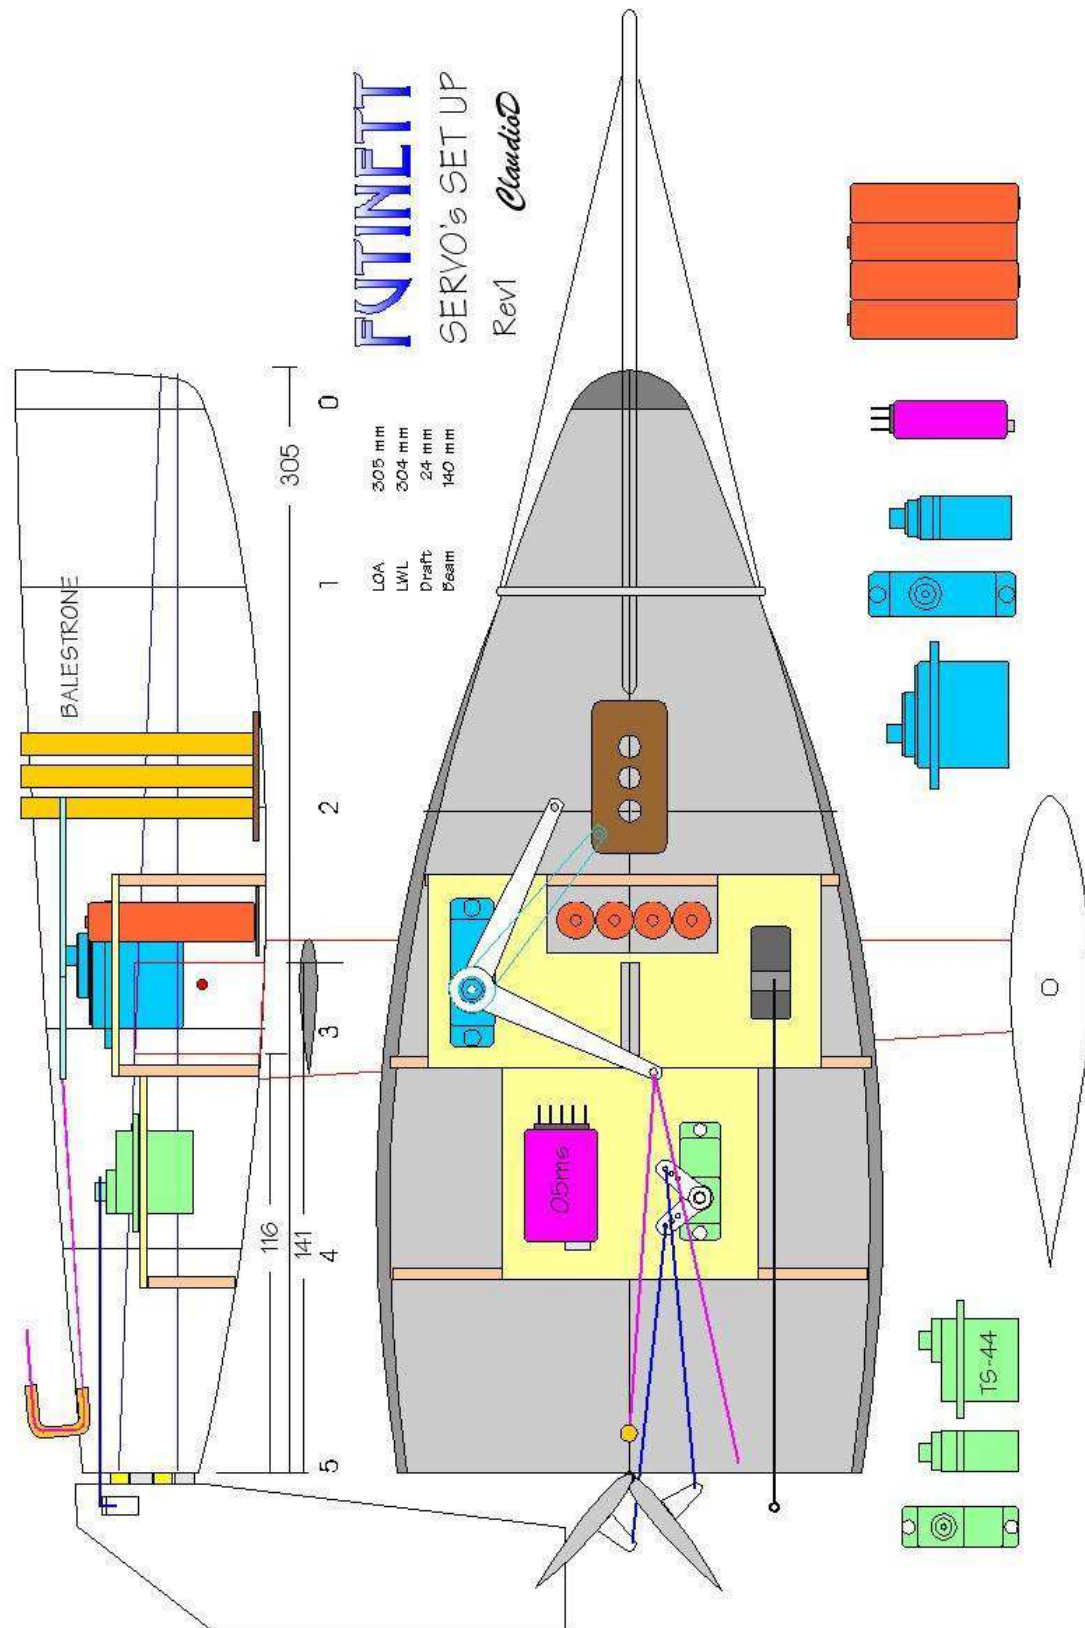 FUTINETT
SERVO's SET UP
Rev1 ClaudioD
LOA 305 mm
LWL 304 mm
Draft 24 mm
Beam 140 mm
BALESTRONE
305
116
141
0
1
2
3
4
5
05ms
TS-44